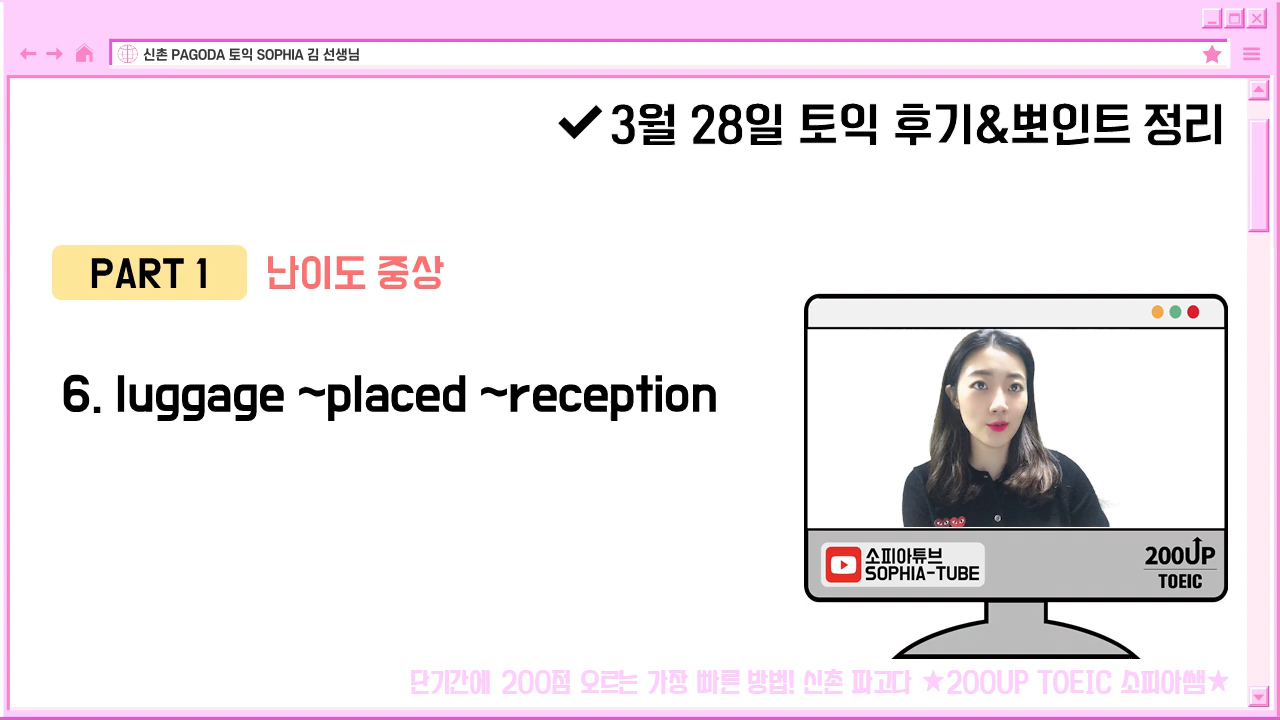 신촌 PAGODA 토익 SOPHIA 김 선생님
3월 28일 토익 후기&뽀인트 정리
PART 1 난이도 중상
6. luggage ~placed ~reception
소피아튜브
SOPHIA-TUBE
200UP
TOEIC
단기간에 200점 오르는 가장 빠른 방법! 신촌 파고다 ★200UP TOEIC 소피아쌤★